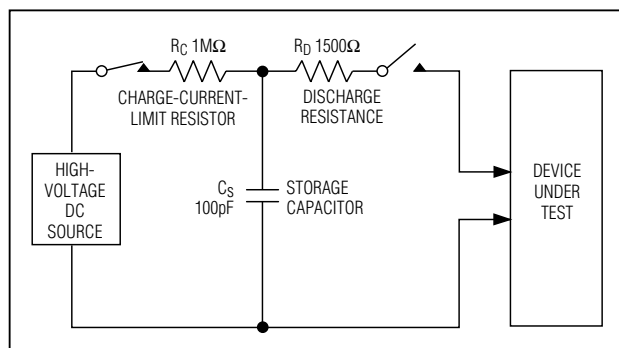 RC 1MΩ
CHARGE-CURRENT-
LIMIT RESISTOR
RD 1500Ω
DISCHARGE
RESISTANCE
HIGH-
VOLTAGE
DC
SOURCE
CS
100pF
STORAGE
CAPACITOR
DEVICE
UNDER
TEST